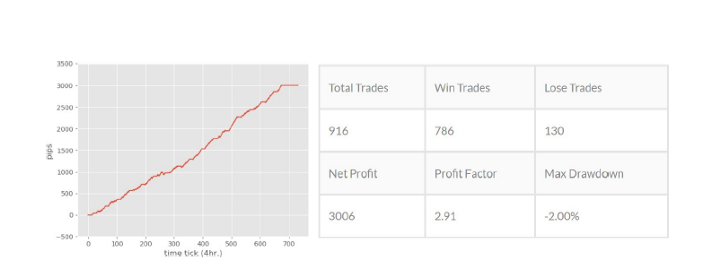 3500
3000
2500
2000
1500
1000
500
0
−500
pips
0 100 200 300 400 500 600 700
time tick (4hr.)
Total Trades Win Trades Lose Trades
916 786 130
Net Profit Profit Factor Max Drawdown
3006 2.91 -2.00%